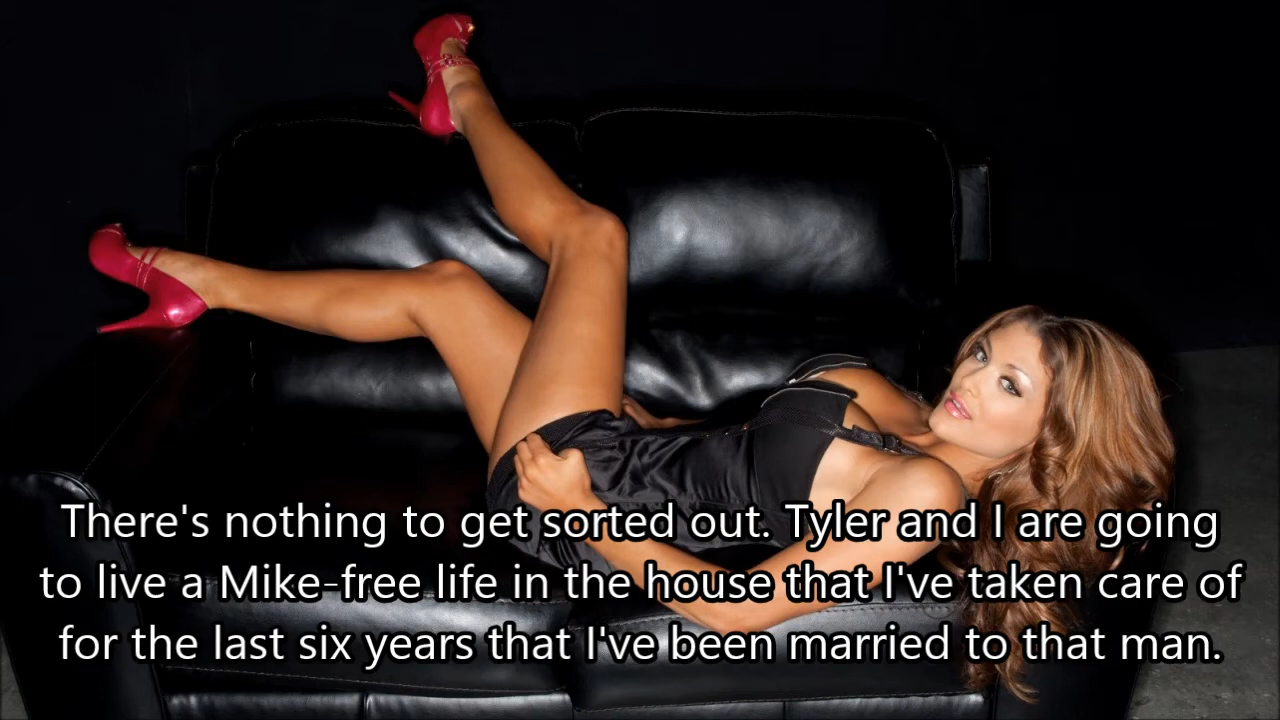 There's nothing to get sorted out. Tyler and I are going
to live a Mike-free life in the house that I've taken care of
for the last six years that I've been married to that man.